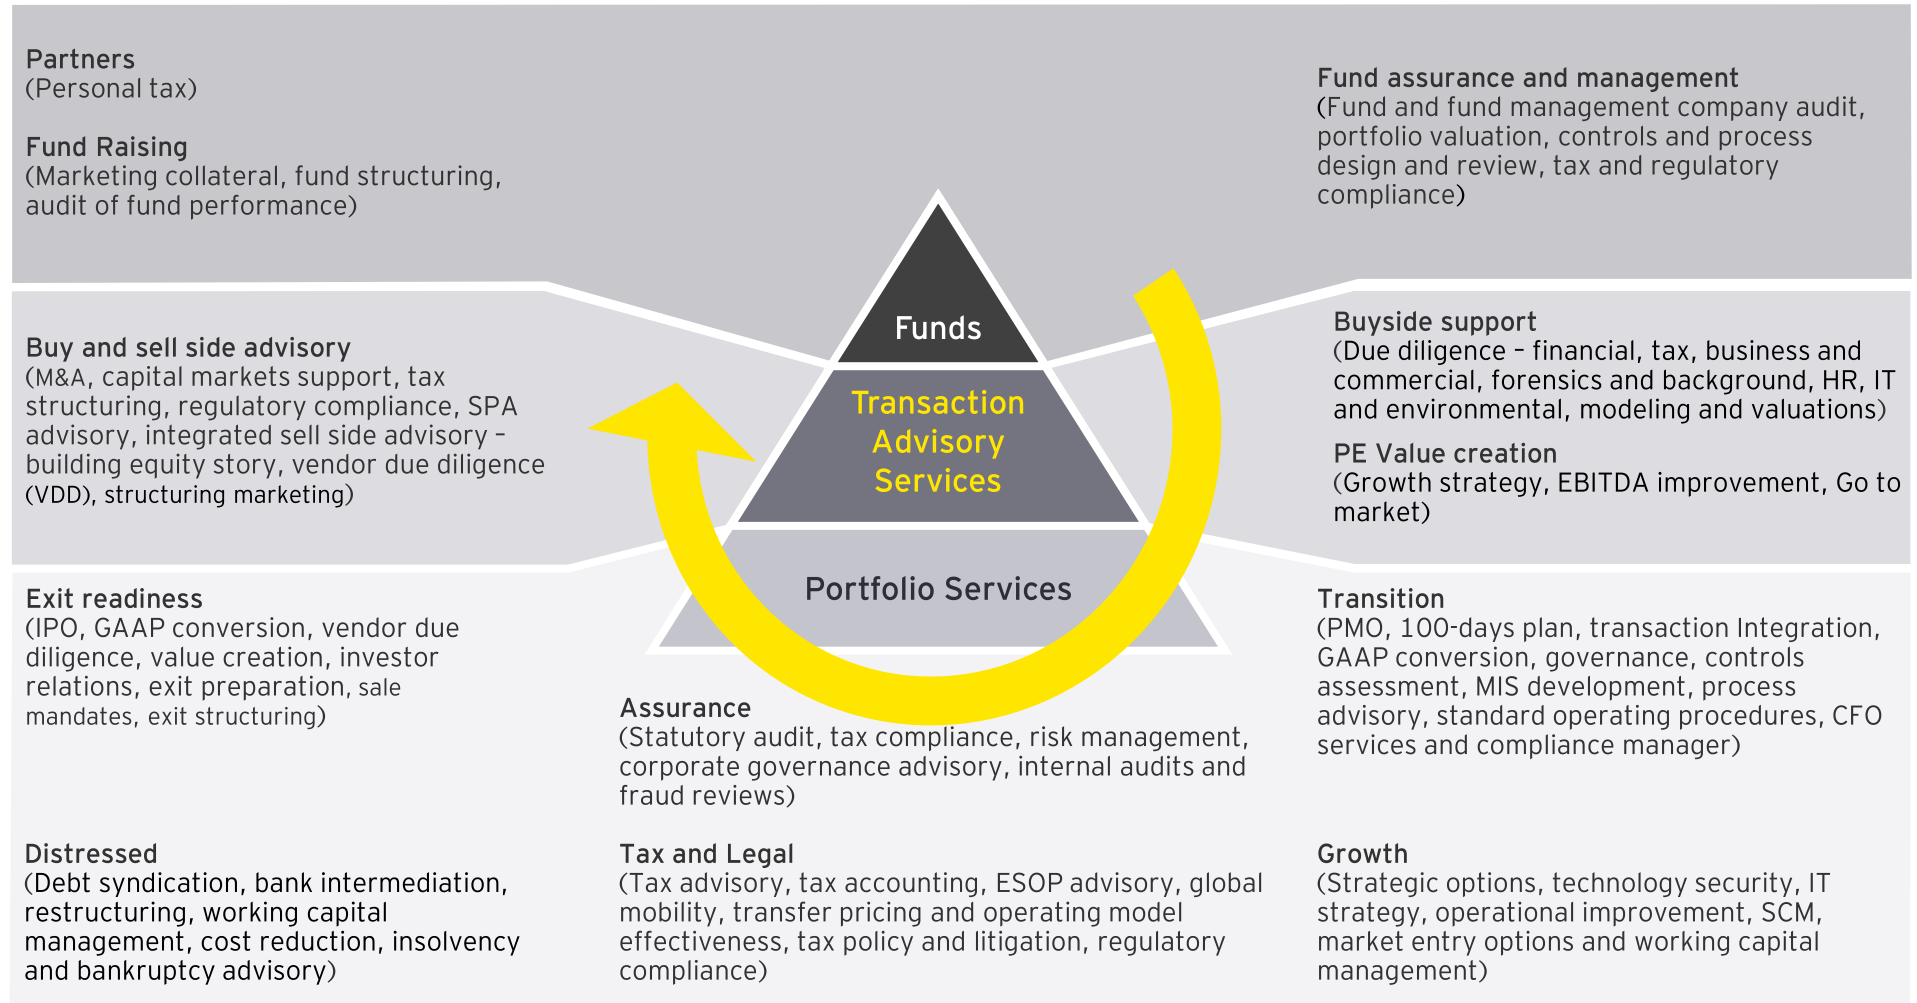 Partners
(Personal tax)
Fund Raising
(Marketing collateral, fund structuring,
audit of fund performance)
Fund assurance and management
(Fund and fund management company audit,
portfolio valuation, controls and process
design and review, tax and regulatory
compliance)
Funds
Buy and sell side advisory
(M&A, capital markets support, tax
structuring, regulatory compliance, SPA
advisory, integrated sell side advisory –
building equity story, vendor due diligence
(VDD), structuring marketing)
Transaction
Advisory
Services
Buyside support
(Due diligence – financial, tax, business and
commercial, forensics and background, HR, IT
and environmental, modeling and valuations)
PE Value creation
(Growth strategy, EBITDA improvement, Go to
market)
Portfolio Services
Exit readiness
(IPO, GAAP conversion, vendor due
diligence, value creation, investor
relations, exit preparation, sale
mandates, exit structuring)
Assurance
(Statutory audit, tax compliance, risk management,
corporate governance advisory, internal audits and
fraud reviews)
Transition
(PMO, 100-days plan, transaction Integration,
GAAP conversion, governance, controls
assessment, MIS development, process
advisory, standard operating procedures, CFO
services and compliance manager)
Distressed
(Debt syndication, bank intermediation,
restructuring, working capital
management, cost reduction, insolvency
and bankruptcy advisory)
Tax and Legal
(Tax advisory, tax accounting, ESOP advisory, global
mobility, transfer pricing and operating model
effectiveness, tax policy and litigation, regulatory
compliance)
Growth
(Strategic options, technology security, IT
strategy, operational improvement, SCM,
market entry options and working capital
management)